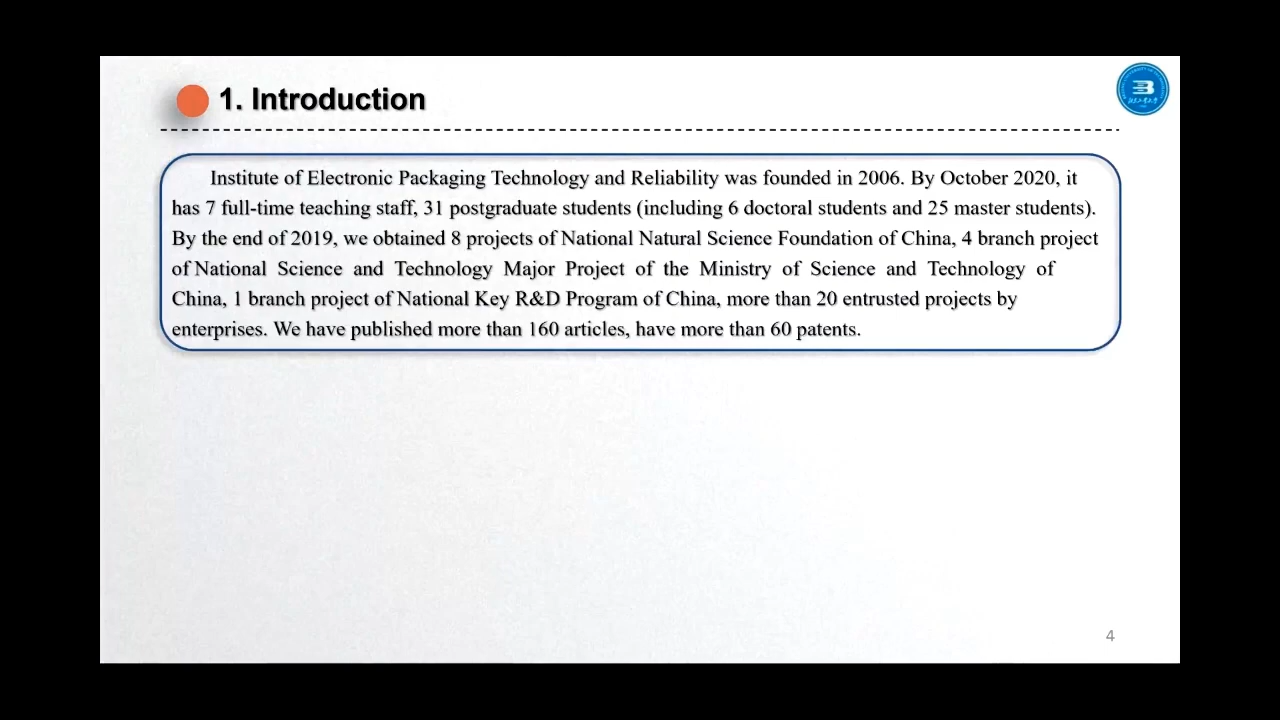 1. Introduction
Institute of Electronic Packaging Technology and Reliability was founded in 2006. By October 2020, it
has 7 full-time teaching staff, 31 postgraduate students (including 6 doctoral students and 25 master students).
By the end of 2019, we obtained 8 projects of National Natural Science Foundation of China, 4 branch project
of National Science and Technology Major Project of the Ministry of Science and Technology of
China, 1 branch project of National Key R&D Program of China, more than 20 entrusted projects by
enterprises. We have published more than 160 articles, have more than 60 patents.
4